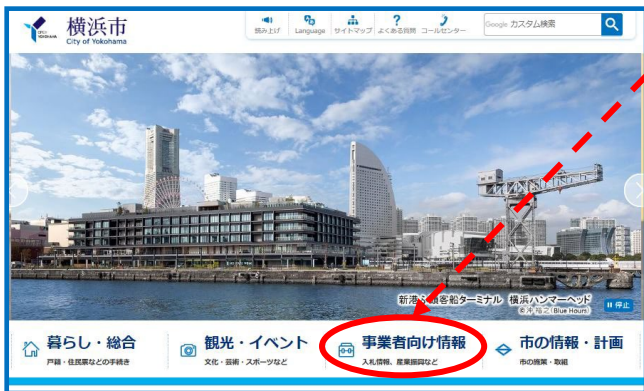 横浜市
City of Yokohama
読み上げ Language サイトマップ よくある質問 コールセンター
Google カスタム検索
新港ふ頭客船ターミナル 横浜ハンマーヘッド
(Blue Hours)
停止
暮らし・総合
戸籍・住民票などの手続き
観光・イベント
文化・芸術・スポーツなど
事業者向け情報
入札情報、産業振興など
市の情報・計画
市の施策・取組